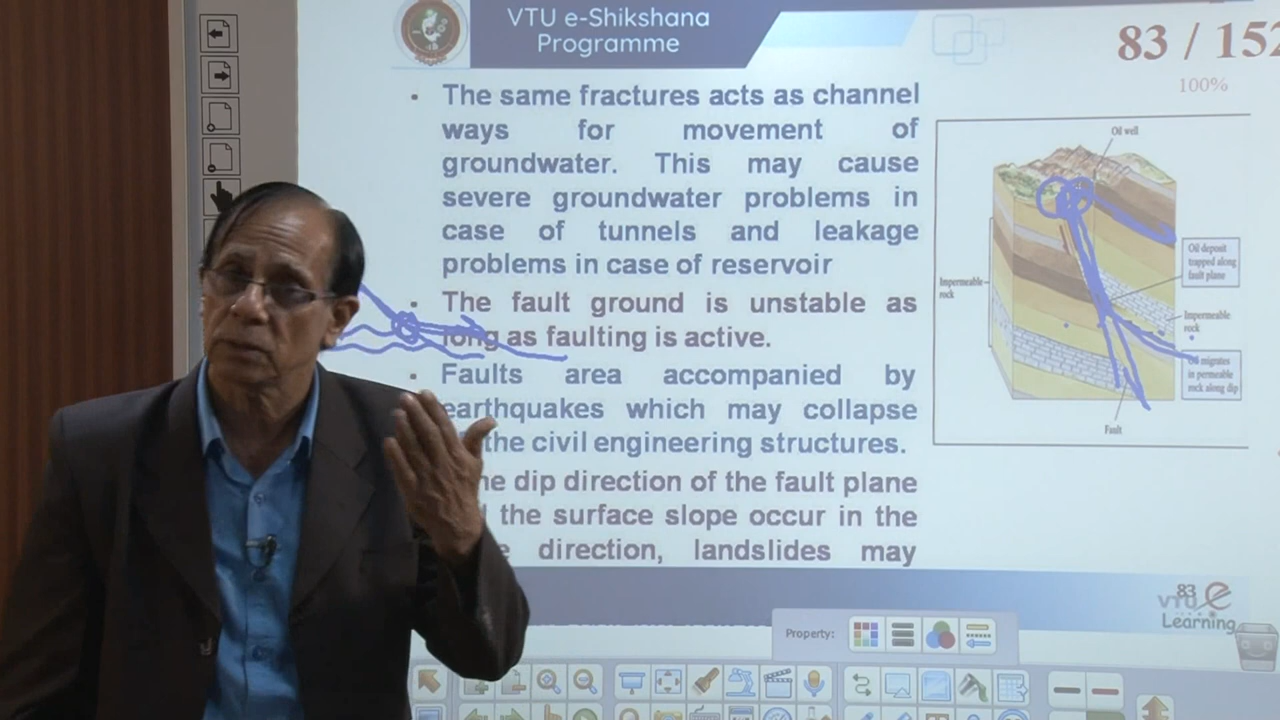 VTU e-Shikshana
Programme
83 / 152
100%
The same fractures acts as channel
ways for movement of
groundwater. This may cause
severe groundwater problems in
case of tunnels and leakage
problems in case of reservoir
The fault ground is unstable as
long as faulting is active.
Faults area accompanied by
earthquakes which may collapse
the civil engineering structures.
dip direction of the fault plane
the surface slope occur in the
direction, landslides may
Oil well
Impermeable
rock
Oil deposit
trapped along
fault plane
Impermeable
rock
Oil migrates
in permeable
rock along dip
Fault
83
VTU e
Learning
Property: